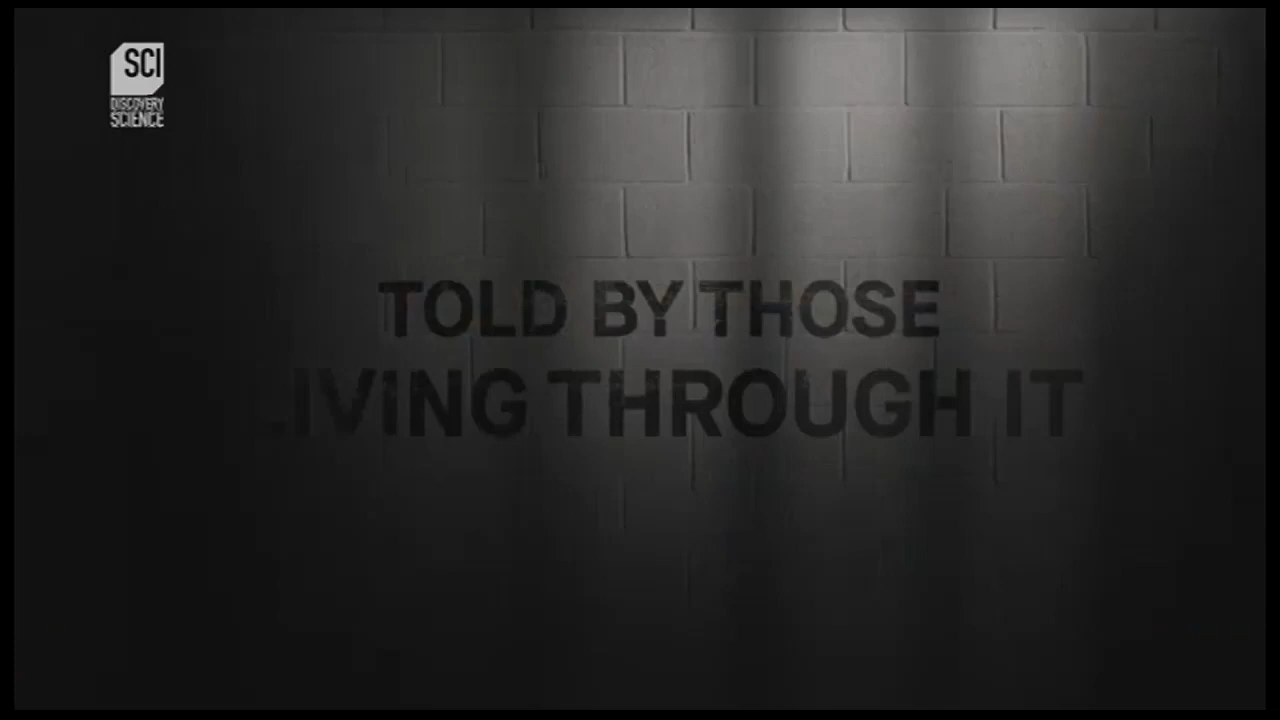 SCI
DISCOVERY
SCIENCE
TOLD BY THOSE
LIVING THROUGH IT